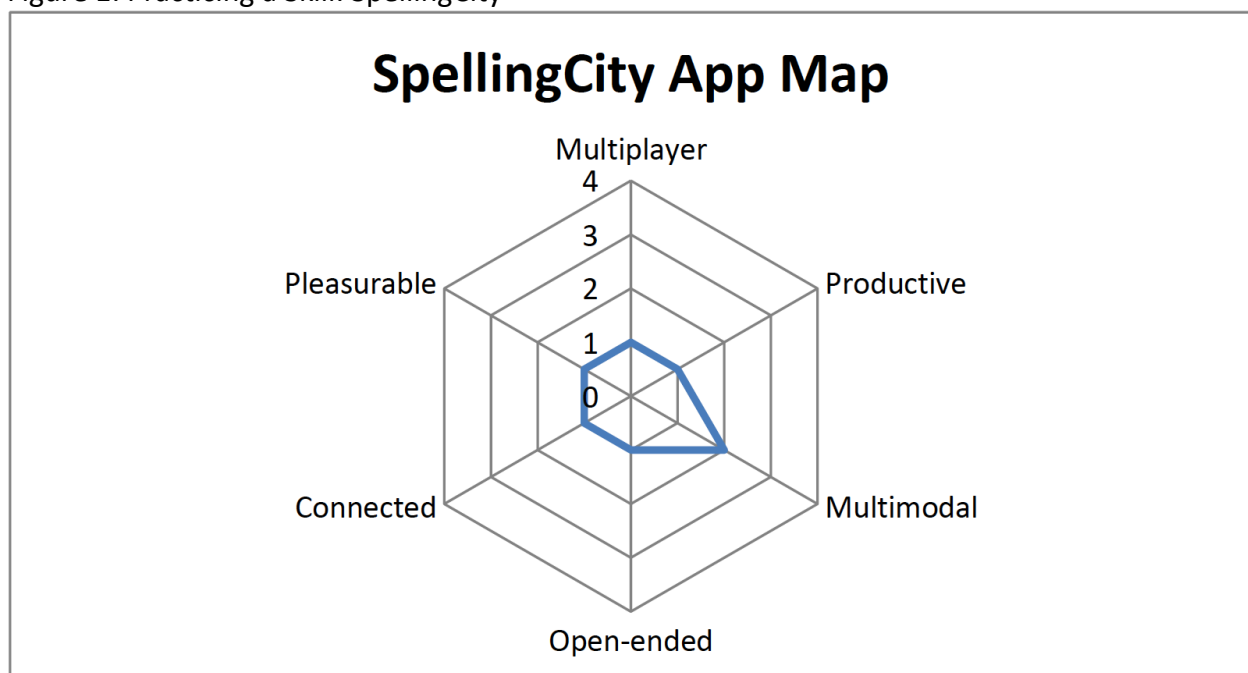 SpellingCity App Map
Multiplayer
4
3
2
1
0
Pleasurable
Productive
Connected
Multimodal
Open-ended